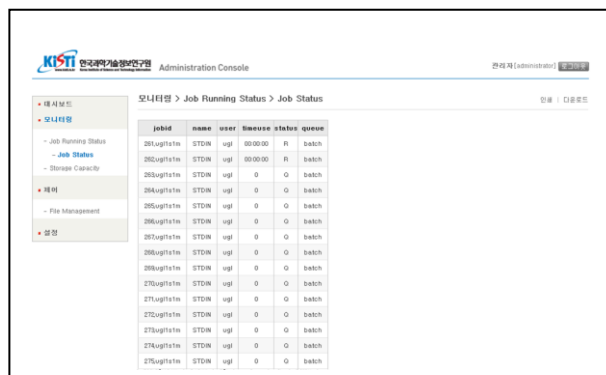 KiSTi 한국과학기술정보연구원 Administration Console
관리자[administrator] 로그아웃
대시보드
모니터링
- Job Running Status
- Job Status
- Storage Capacity
제어
- File Management
설정
모니터링 > Job Running Status > Job Status
인쇄 | 다운로드
jobid name user timeuse status queue
261.ugl1s1m STDIN ugl 00:00:00 R batch
262.ugl1s1m STDIN ugl 00:00:00 R batch
263.ugl1s1m STDIN ugl 0 Q batch
264.ugl1s1m STDIN ugl 0 Q batch
265.ugl1s1m STDIN ugl 0 Q batch
266.ugl1s1m STDIN ugl 0 Q batch
267.ugl1s1m STDIN ugl 0 Q batch
268.ugl1s1m STDIN ugl 0 Q batch
269.ugl1s1m STDIN ugl 0 Q batch
270.ugl1s1m STDIN ugl 0 Q batch
271.ugl1s1m STDIN ugl 0 Q batch
272.ugl1s1m STDIN ugl 0 Q batch
273.ugl1s1m STDIN ugl 0 Q batch
274.ugl1s1m STDIN ugl 0 Q batch
275.ugl1s1m STDIN ugl 0 Q batch